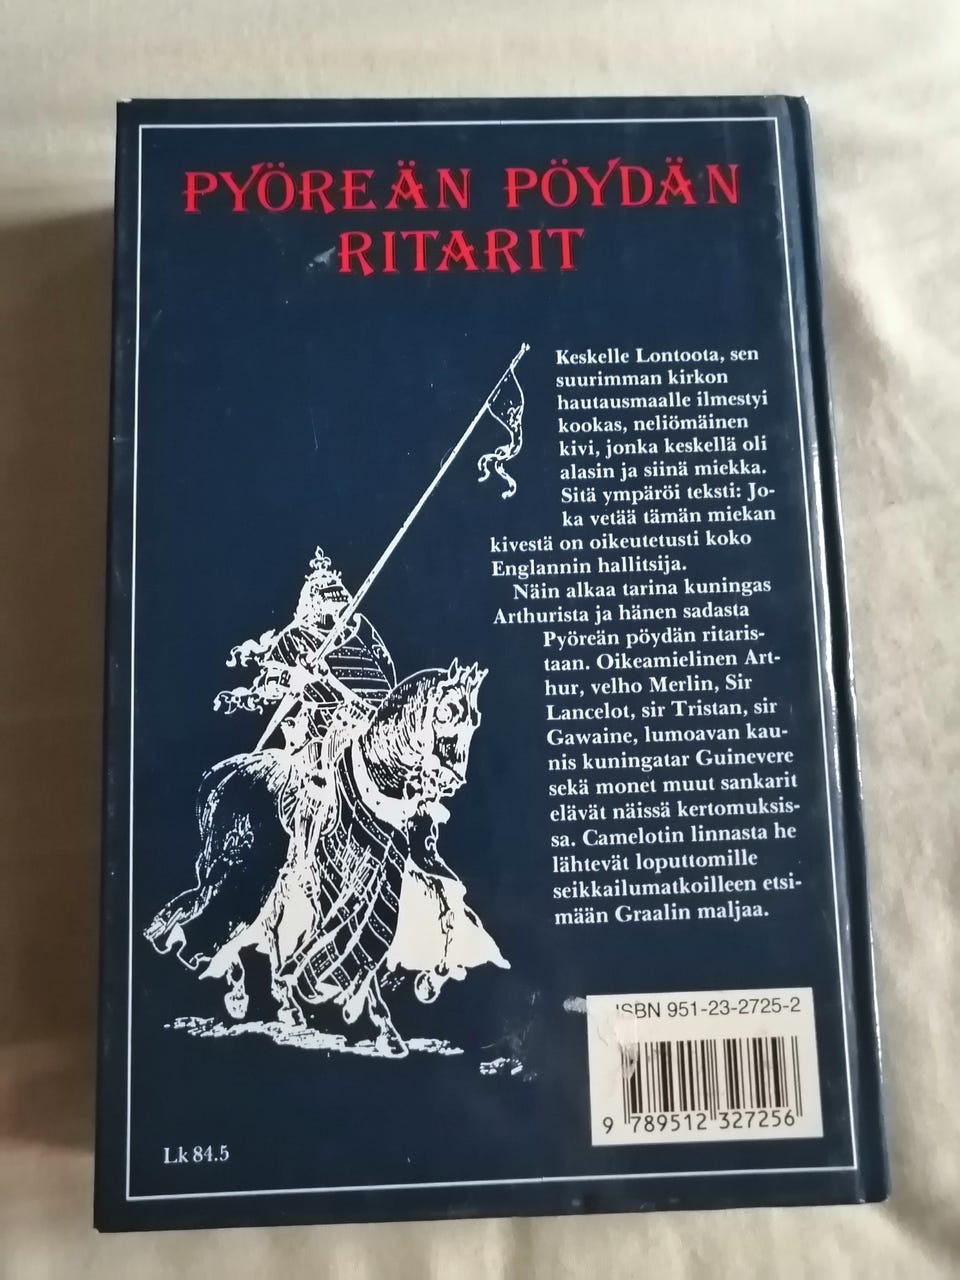 PYÖREÄN PÖYDÄN
RITARIT
Keskelle Lontoota, sen
suurimman kirkon
hautausmaalle ilmestyi
kookas, neliömäinen
kivi, jonka keskellä oli
alasin ja siinä miekka.
Sitä ympäröi teksti: Jo-
ka vetää tämän miekan
kivestä on oikeutetusti koko
Englannin hallitsija.
Näin alkaa tarina kuningas
Arthurista ja hänen sadasta
Pyöreän pöydän ritaris-
taan. Oikeamielinen Art-
hur, velho Merlin, Sir
Lancelot, sir Tristan, sir
Gawaine, lumoavan kau-
nis kuningatar Guinevere
sekä monet muut sankarit
elävät näissä kertomuksis-
sa. Camelotin linnasta he
lähtevät loputtomille
seikkailumatkoilleen etsi-
mään Graalin maljaa.
ISBN 951-23-2725-2
9 789512 327256
Lk 84.5